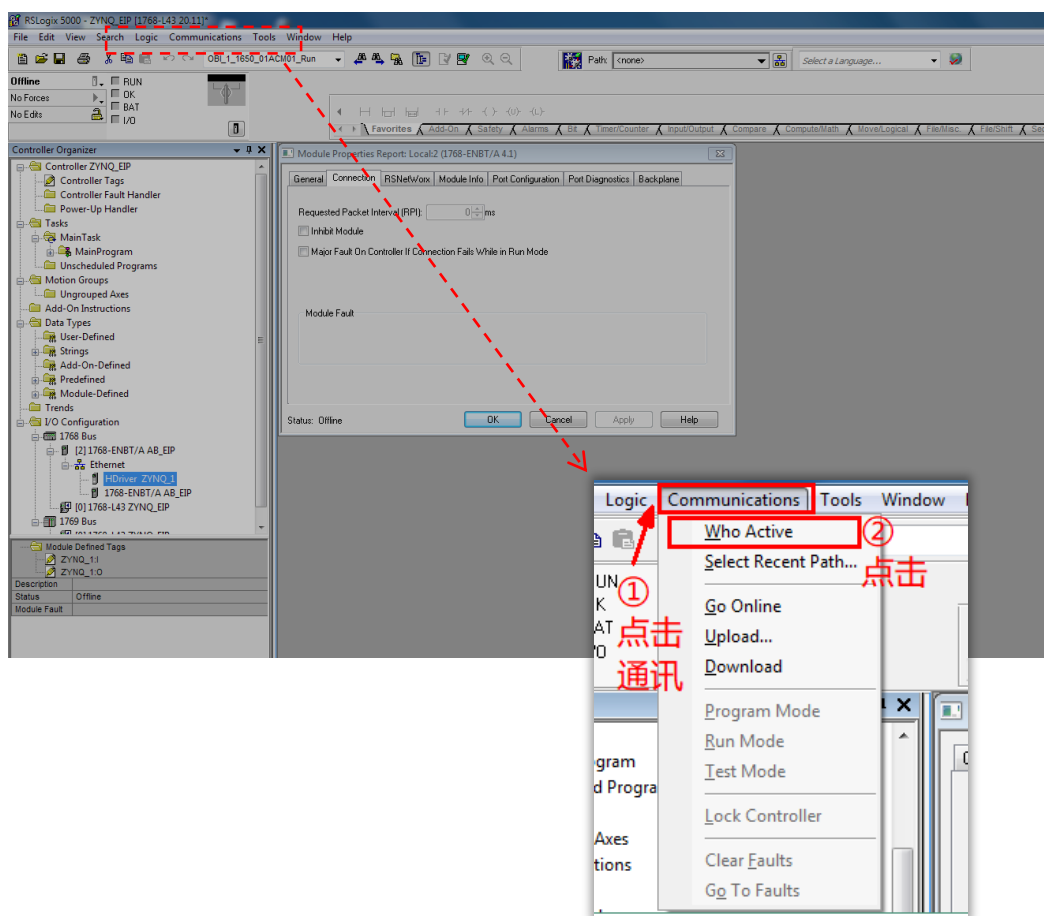 RSLogix 5000 - ZYNQ_EIP [1768-L43 20.11]*
File Edit View Search Logic Communications Tools Window Help
OBI_1_1650_01ACM01_Run
Path: <none>
Select a Language...
Offline
RUN
No Forces
OK
BAT
No Edits
I/O
Favorites Add-On Safety Alarms Bit Timer/Counter Input/Output Compare Compute/Math Move/Logical File/Misc. File/Shift
Controller Organizer
Controller ZYNQ_EIP
Controller Tags
Controller Fault Handler
Power-Up Handler
Tasks
MainTask
MainProgram
Unscheduled Programs
Motion Groups
Ungrouped Axes
Add-On Instructions
Data Types
User-Defined
Strings
Add-On-Defined
Predefined
Module-Defined
Trends
I/O Configuration
1768 Bus
[2] 1768-ENBT/A AB_EIP
Ethernet
HDriver ZYNQ_1
1768-ENBT/A AB_EIP
[0] 1768-L43 ZYNQ_EIP
1769 Bus
Module Defined Tags
ZYNQ_1:I
ZYNQ_1:O
Description
Status Offline
Module Fault
Module Properties Report: Local:2 (1768-ENBT/A 4.1)
General Connection RSNetWorx Module Info Port Configuration Port Diagnostics Backplane
Requested Packet Interval (RPI): 0 ms
Inhibit Module
Major Fault On Controller If Connection Fails While in Run Mode
Module Fault
Status: Offline
OK Cancel Apply Help
Logic Communications Tools Window
Who Active
②
点击
Select Recent Path...
Go Online
Upload...
Download
Program Mode
Run Mode
Test Mode
Lock Controller
Clear Faults
Go To Faults
①
点击
通讯
UN
K
AT
gram
d Progra
Axes
tions